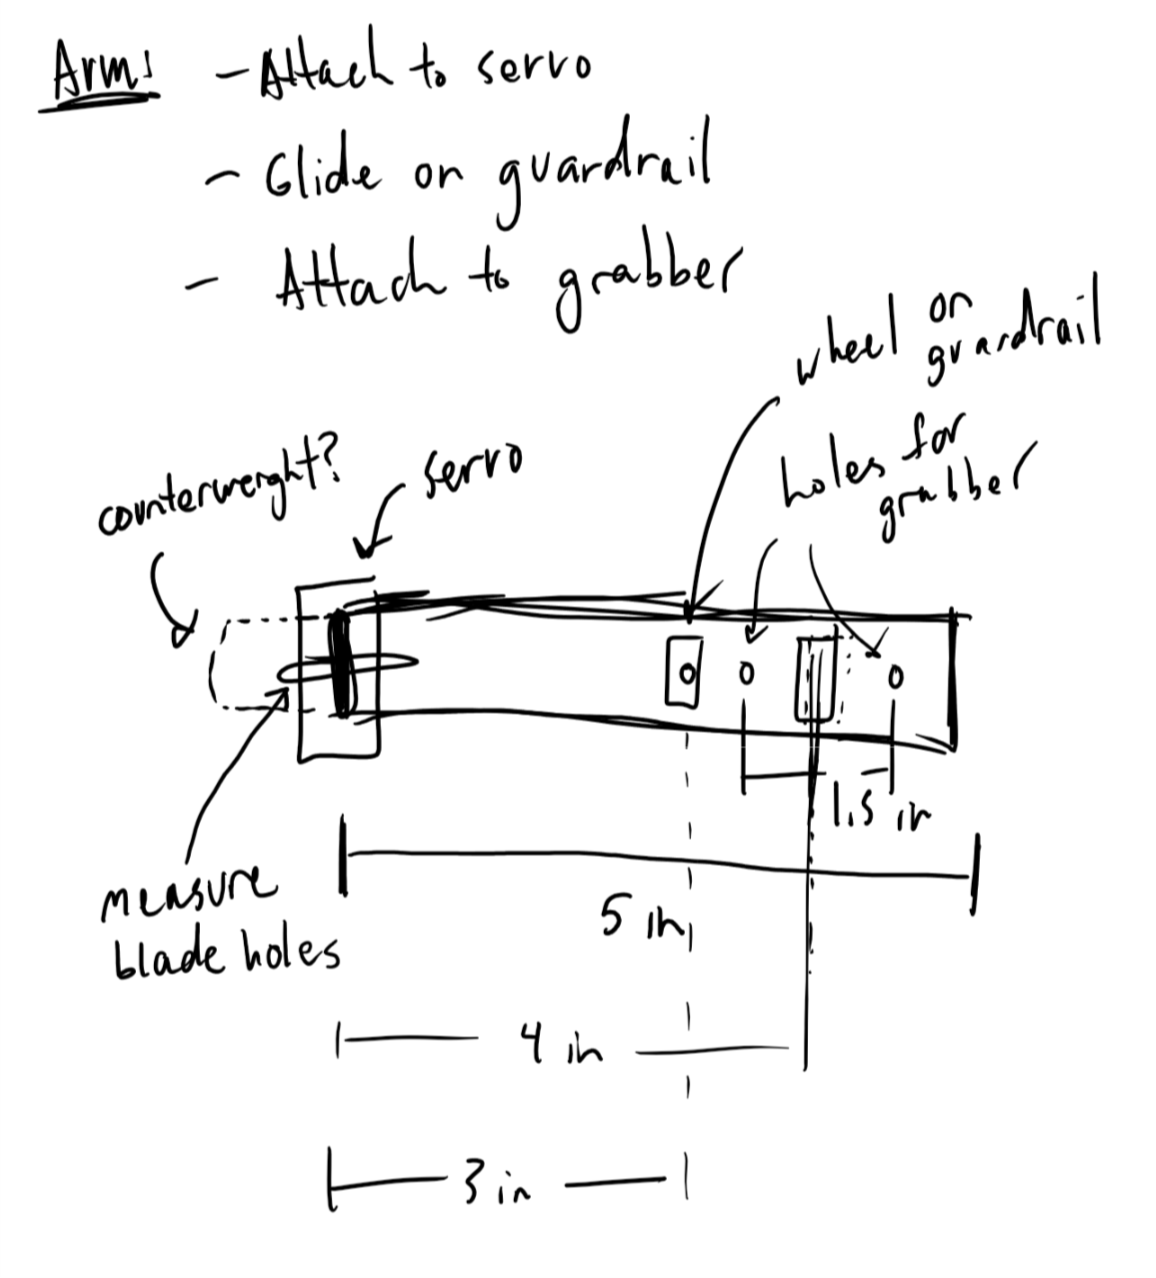 Arm: - Attach to servo
- Glide on guardrail
- Attach to grabber
wheel on
guardrail
holes for
grabber
servo
counterweight?
1.5 in
measure
blade holes
5 in
4 in
3 in